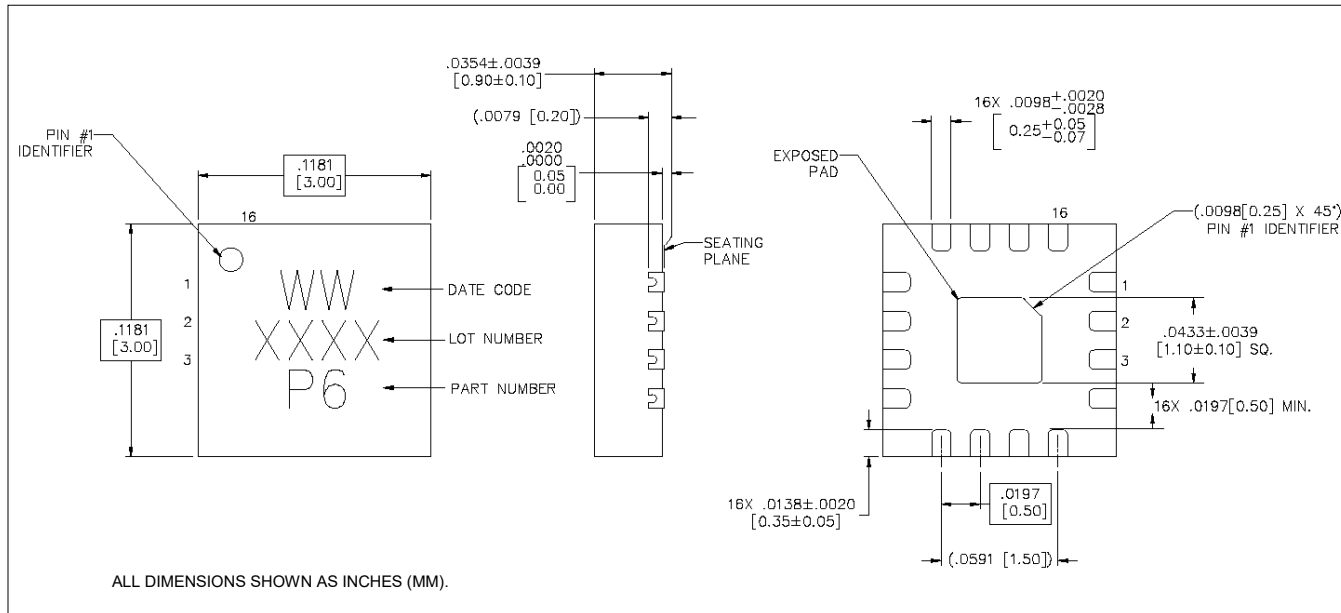 PIN #1
IDENTIFIER
.1181
[3.00]
16
1
2
3
.1181
[3.00]
WW
DATE CODE
XXXX
LOT NUMBER
P6
PART NUMBER
.0354±.0039
[0.90±0.10]
(.0079 [0.20])
.0020
.0000
[0.05
0.00]
SEATING
PLANE
16X .0098+.0020
-.0028
[0.25+0.05
-0.07]
EXPOSED
PAD
16
(.0098[0.25] X 45°)
PIN #1 IDENTIFIER
1
2
3
.0433±.0039
[1.10±0.10] SQ.
16X .0197[0.50] MIN.
16X .0138±.0020
[0.35±0.05]
.0197
[0.50]
(.0591 [1.50])
ALL DIMENSIONS SHOWN AS INCHES (MM).